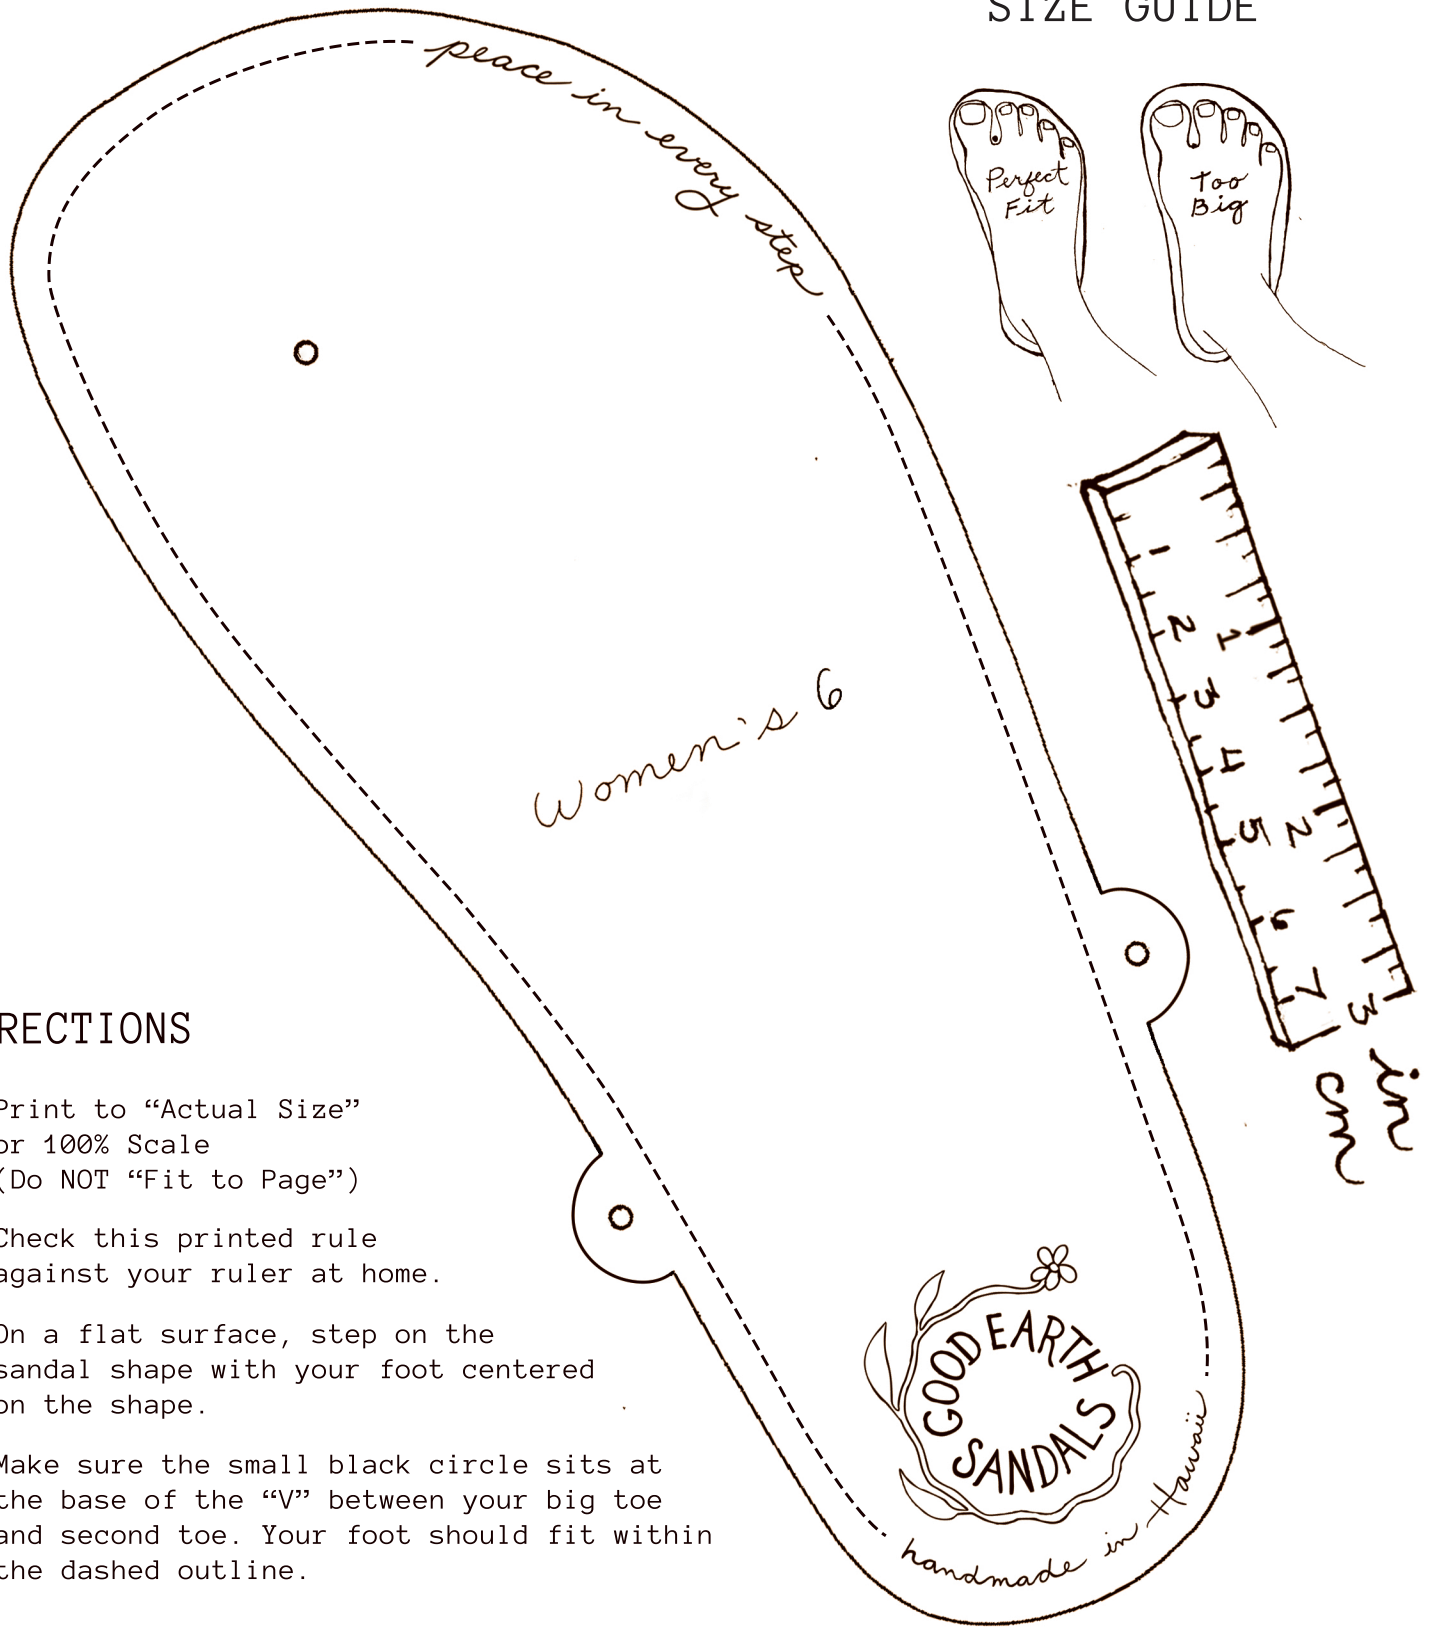 SIZE GUIDE
peace in every step
Perfect
Fit
Too
Big
1
2
3
4
5
6
7
cm
1
2
3
in
Women's 6
RECTIONS
Print to “Actual Size”
or 100% Scale
(Do NOT “Fit to Page”)
Check this printed rule
against your ruler at home.
On a flat surface, step on the
sandal shape with your foot centered
on the shape.
Make sure the small black circle sits at
the base of the “V” between your big toe
and second toe. Your foot should fit within
the dashed outline.
GOOD EARTH
SANDALS
handmade in Hawaii